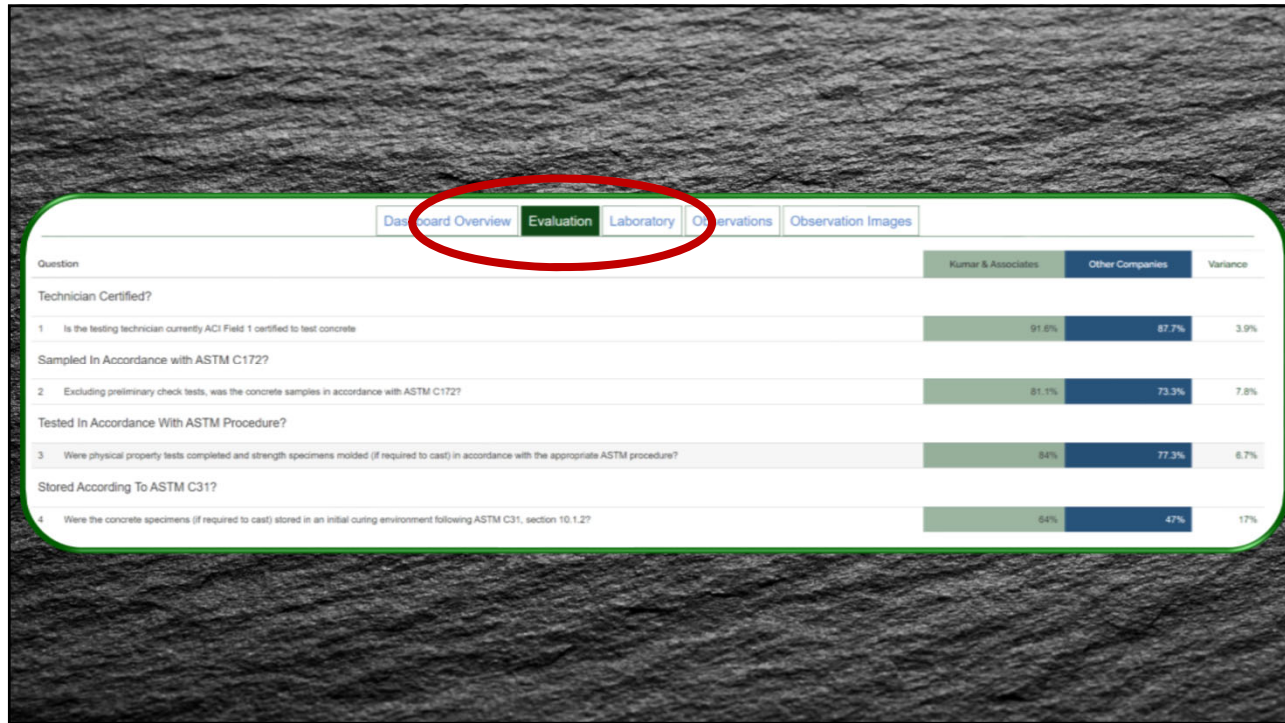 Dashboard Overview Evaluation Laboratory Observations Observation Images
Question Kumar & Associates Other Companies Variance
Technician Certified?
1 Is the testing technician currently ACI Field 1 certified to test concrete 91.6% 87.7% 3.9%
Sampled In Accordance with ASTM C172?
2 Excluding preliminary check tests, was the concrete samples in accordance with ASTM C172? 81.1% 73.3% 7.8%
Tested In Accordance With ASTM Procedure?
3 Were physical property tests completed and strength specimens molded (if required to cast) in accordance with the appropriate ASTM procedure? 84% 77.3% 6.7%
Stored According To ASTM C31?
4 Were the concrete specimens (if required to cast) stored in an initial curing environment following ASTM C31, section 10.1.2? 64% 47% 17%